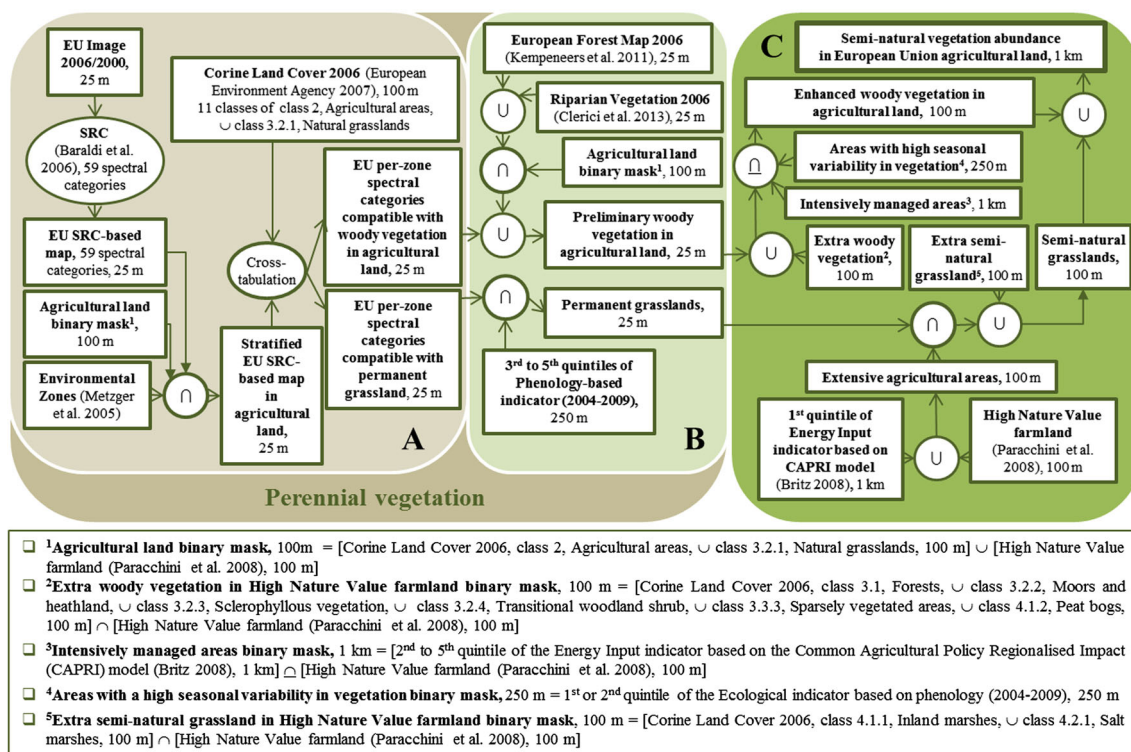 EU Image
2006/2000,
25 m
SRC
(Baraldi et al.
2006), 59 spectral
categories
EU SRC-based
map, 59 spectral
categories, 25 m
Agricultural land
binary mask¹,
100 m
Environmental
Zones (Metzger
et al. 2005)
∩
Corine Land Cover 2006 (European
Environment Agency 2007), 100 m
11 classes of class 2, Agricultural areas,
∪ class 3.2.1, Natural grasslands
Cross-
tabulation
Stratified
EU SRC-
based map
in
agricultural
land,
25 m
EU per-zone
spectral
categories
compatible with
woody vegetation
in agricultural
land, 25 m
EU per-zone
spectral
categories
compatible with
permanent
grassland, 25 m
A
Perennial vegetation
European Forest Map 2006
(Kempeneers et al. 2011), 25 m
∪
Riparian Vegetation 2006
(Clerici et al. 2013), 25 m
∩
Agricultural land
binary mask¹, 100 m
∪
Preliminary woody
vegetation in
agricultural land,
25 m
∩
Permanent grasslands,
25 m
3rd to 5th quintiles of
Phenology-based
indicator (2004-2009),
250 m
B
C
Semi-natural vegetation abundance
in European Union agricultural land, 1 km
Enhanced woody vegetation in
agricultural land, 100 m
∪
∩
Areas with high seasonal
variability in vegetation⁴, 250 m
Intensively managed areas³, 1 km
∪
Extra woody
vegetation²,
100 m
Extra semi-
natural
grassland⁵, 100 m
Semi-natural
grasslands,
100 m
∩
∪
Extensive agricultural areas, 100 m
1st quintile of
Energy Input
indicator based on
CAPRI model
(Britz 2008), 1 km
∪
High Nature Value
farmland
(Paracchini et al.
2008), 100 m
¹Agricultural land binary mask, 100m = [Corine Land Cover 2006, class 2, Agricultural areas, ∪ class 3.2.1, Natural grasslands, 100 m] ∪ [High Nature Value
farmland (Paracchini et al. 2008), 100 m]
²Extra woody vegetation in High Nature Value farmland binary mask, 100 m = [Corine Land Cover 2006, class 3.1, Forests, ∪ class 3.2.2, Moors and
heathland, ∪ class 3.2.3, Sclerophyllous vegetation, ∪ class 3.2.4, Transitional woodland shrub, ∪ class 3.3.3, Sparsely vegetated areas, ∪ class 4.1.2, Peat bogs,
100 m] ∩ [High Nature Value farmland (Paracchini et al. 2008), 100 m]
³Intensively managed areas binary mask, 1 km = [2nd to 5th quintile of the Energy Input indicator based on the Common Agricultural Policy Regionalised Impact
(CAPRI) model (Britz 2008), 1 km] ∩ [High Nature Value farmland (Paracchini et al. 2008), 100 m]
⁴Areas with a high seasonal variability in vegetation binary mask, 250 m = 1st or 2nd quintile of the Ecological indicator based on phenology (2004-2009), 250 m
⁵Extra semi-natural grassland in High Nature Value farmland binary mask, 100 m = [Corine Land Cover 2006, class 4.1.1, Inland marshes, ∪ class 4.2.1, Salt
marshes, 100 m] ∩ [High Nature Value farmland (Paracchini et al. 2008), 100 m]